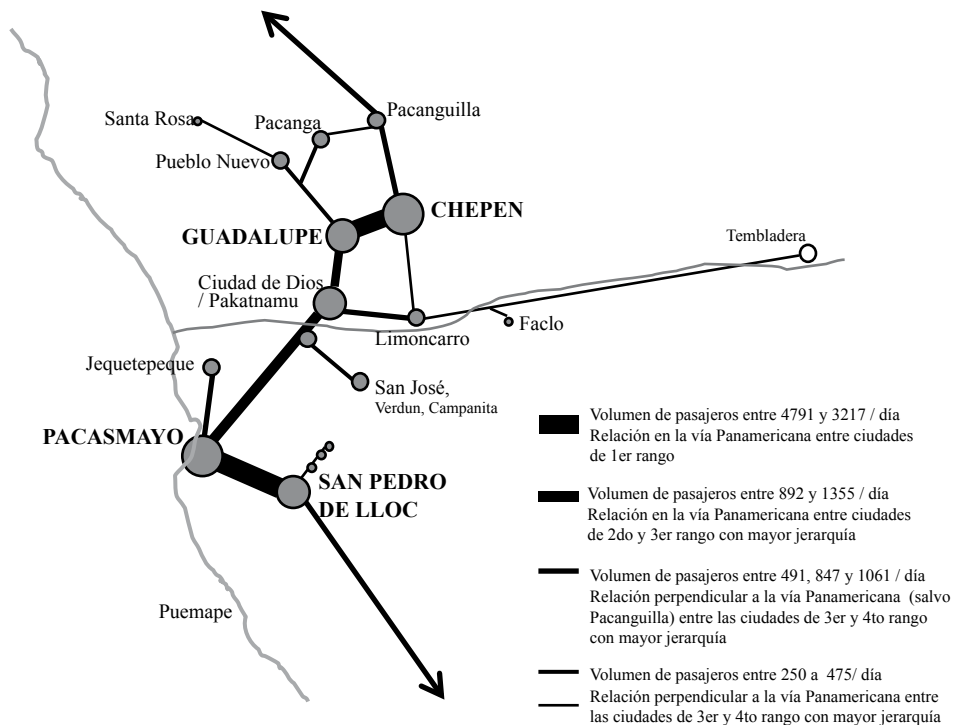 Pacanguilla
Santa Rosa
Pacanga
Pueblo Nuevo
CHEPEN
GUADALUPE
Tembladera
Ciudad de Dios
/ Pakatnamu
Limoncarro
Faclo
Jequetepeque
San José,
Verdun, Campanita
PACASMAYO
SAN PEDRO
DE LLOC
Puemape
Volumen de pasajeros entre 4791 y 3217 / día
Relación en la vía Panamericana entre ciudades
de 1er rango
Volumen de pasajeros entre 892 y 1355 / día
Relación en la vía Panamericana entre ciudades
de 2do y 3er rango con mayor jerarquía
Volumen de pasajeros entre 491, 847 y 1061 / día
Relación perpendicular a la vía Panamericana (salvo
Pacanguilla) entre las ciudades de 3er y 4to rango
con mayor jerarquía
Volumen de pasajeros entre 250 a 475/ día
Relación perpendicular a la vía Panamericana entre
las ciudades de 3er y 4to rango con mayor jerarquía